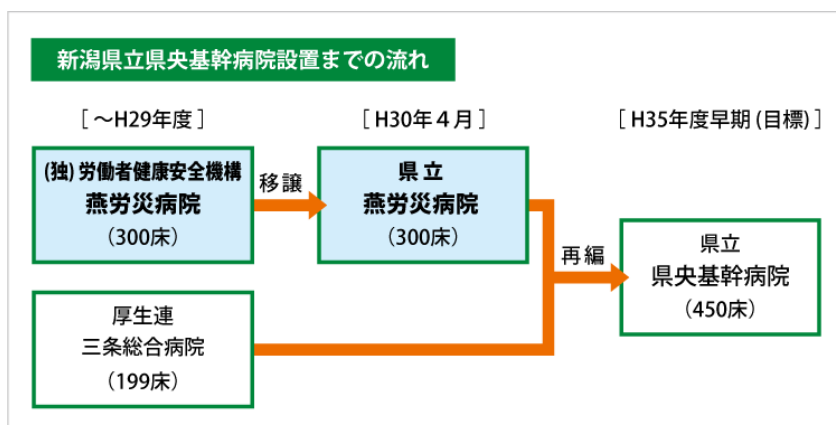 新潟県立県央基幹病院設置までの流れ
[ ～H29年度 ]
[ H30年4月 ]
[ H35年度早期 (目標) ]
(独) 労働者健康安全機構
燕労災病院
（300床）
移譲
県立
燕労災病院
（300床）
再編
県立
県央基幹病院
（450床）
厚生連
三条総合病院
（199床）